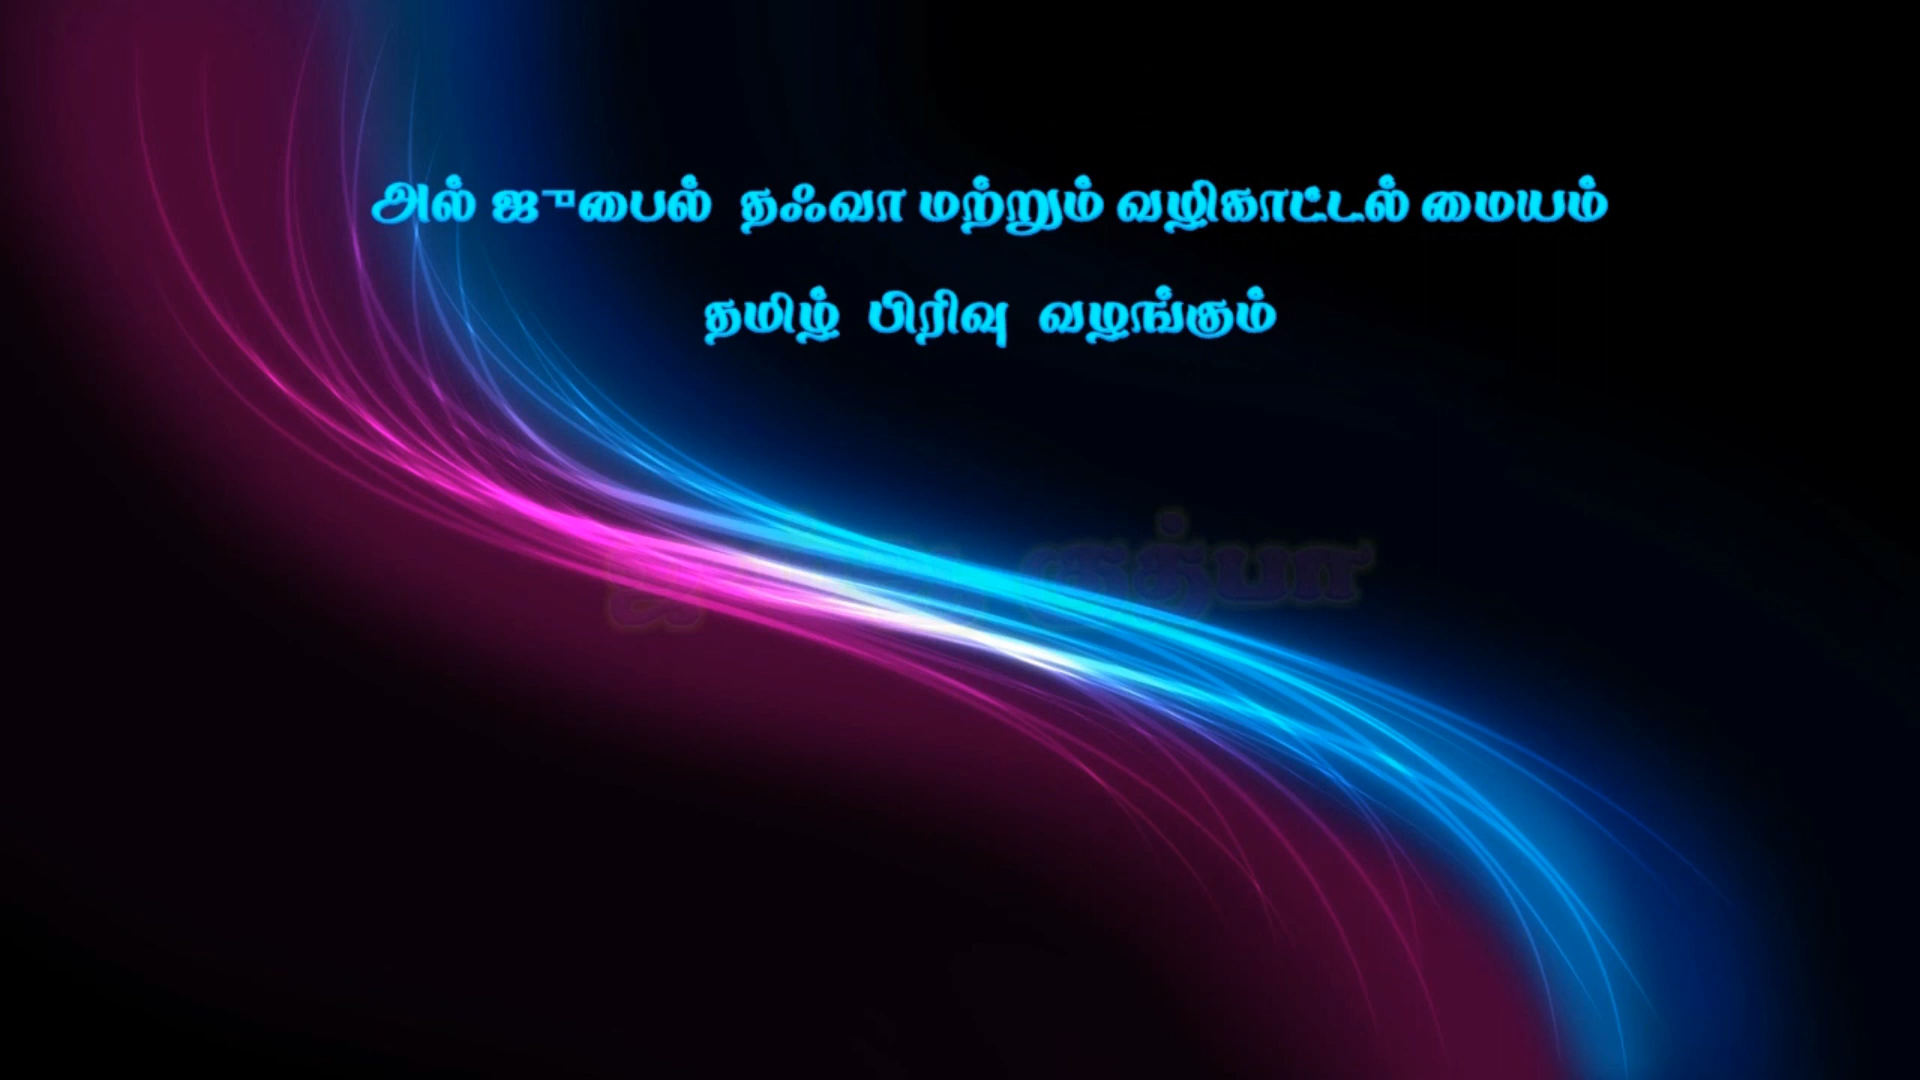 அல் ஜுபைல் தஃவா மற்றும் வழிகாட்டல் மையம்
தமிழ் பிரிவு வழங்கும்
குத்பா